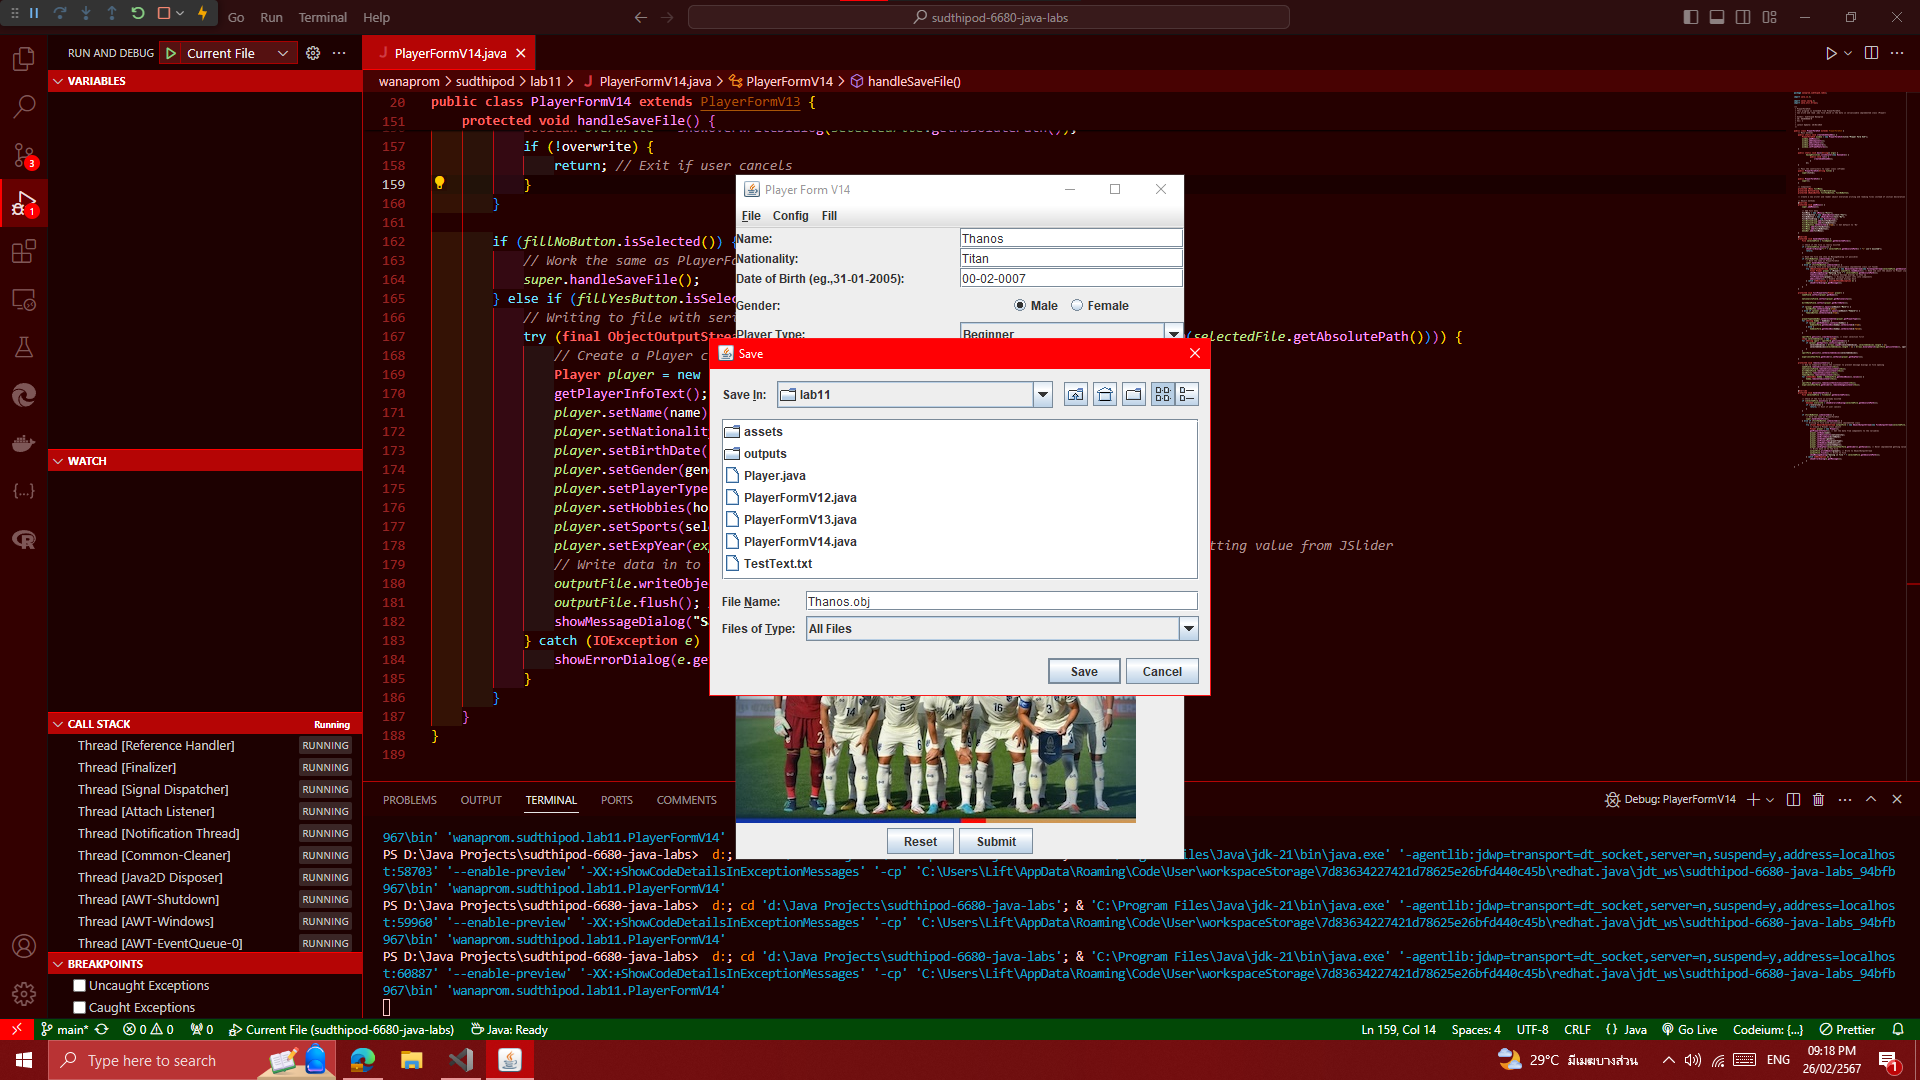 Go Run Terminal Help
sudthipod-6680-java-labs
RUN AND DEBUG Current File
PlayerFormV14.java
wanaprom > sudthipod > lab11 > J PlayerFormV14.java > PlayerFormV14 > handleSaveFile()
VARIABLES
WATCH
CALL STACK Running
Thread [Reference Handler] RUNNING
Thread [Finalizer] RUNNING
Thread [Signal Dispatcher] RUNNING
Thread [Attach Listener] RUNNING
Thread [Notification Thread] RUNNING
Thread [Common-Cleaner] RUNNING
Thread [Java2D Disposer] RUNNING
Thread [AWT-Shutdown] RUNNING
Thread [AWT-Windows] RUNNING
Thread [AWT-EventQueue-0] RUNNING
BREAKPOINTS
Uncaught Exceptions
Caught Exceptions
20 public class PlayerFormV14 extends PlayerFormV13 {
151 protected void handleSaveFile() {
157 if (!overwrite) {
158 return; // Exit if user cancels
159 }
160 }
161
162 if (fillNoButton.isSelected()) {
163 // Work the same as PlayerFo
164 super.handleSaveFile();
165 } else if (fillYesButton.isSelec
166 // Writing to file with seri
167 try (final ObjectOutputStrea (selectedFile.getAbsolutePath()))) {
168 // Create a Player c
169 Player player = new
170 getPlayerInfoText();
171 player.setName(name)
172 player.setNationalit
173 player.setBirthDate(
174 player.setGender(gen
175 player.setPlayerType
176 player.setHobbies(ho
177 player.setSports(sel
178 player.setExpYear(ex tting value from JSlider
179 // Write data in to
180 outputFile.writeObje
181 outputFile.flush();
182 showMessageDialog("S
183 } catch (IOException e)
184 showErrorDialog(e.ge
185 }
186 }
187 }
188 }
189
Player Form V14
File Config Fill
Name: Thanos
Nationality: Titan
Date of Birth (eg.,31-01-2005): 00-02-0007
Gender: Male Female
Player Type: Beginner
Save
Save In: lab11
assets
outputs
Player.java
PlayerFormV12.java
PlayerFormV13.java
PlayerFormV14.java
TestText.txt
File Name: Thanos.obj
Files of Type: All Files
Save Cancel
14 3
Reset Submit
PROBLEMS OUTPUT TERMINAL PORTS COMMENTS
Debug: PlayerFormV14
967\bin' 'wanaprom.sudthipod.lab11.PlayerFormV14'
PS D:\Java Projects\sudthipod-6680-java-labs> d:; iles\Java\jdk-21\bin\java.exe' '-agentlib:jdwp=transport=dt_socket,server=n,suspend=y,address=localhos
t:58703' '--enable-preview' '-XX:+ShowCodeDetailsInExceptionMessages' '-cp' 'C:\Users\Lift\AppData\Roaming\Code\User\workspaceStorage\7d83634227421d78625e26bfd440c45b\redhat.java\jdt_ws\sudthipod-6680-java-labs_94bfb
967\bin' 'wanaprom.sudthipod.lab11.PlayerFormV14'
PS D:\Java Projects\sudthipod-6680-java-labs> d:; cd 'd:\Java Projects\sudthipod-6680-java-labs'; & 'C:\Program Files\Java\jdk-21\bin\java.exe' '-agentlib:jdwp=transport=dt_socket,server=n,suspend=y,address=localhos
t:59960' '--enable-preview' '-XX:+ShowCodeDetailsInExceptionMessages' '-cp' 'C:\Users\Lift\AppData\Roaming\Code\User\workspaceStorage\7d83634227421d78625e26bfd440c45b\redhat.java\jdt_ws\sudthipod-6680-java-labs_94bfb
967\bin' 'wanaprom.sudthipod.lab11.PlayerFormV14'
PS D:\Java Projects\sudthipod-6680-java-labs> d:; cd 'd:\Java Projects\sudthipod-6680-java-labs'; & 'C:\Program Files\Java\jdk-21\bin\java.exe' '-agentlib:jdwp=transport=dt_socket,server=n,suspend=y,address=localhos
t:60887' '--enable-preview' '-XX:+ShowCodeDetailsInExceptionMessages' '-cp' 'C:\Users\Lift\AppData\Roaming\Code\User\workspaceStorage\7d83634227421d78625e26bfd440c45b\redhat.java\jdt_ws\sudthipod-6680-java-labs_94bfb
967\bin' 'wanaprom.sudthipod.lab11.PlayerFormV14'
main* 0 0 0 Current File (sudthipod-6680-java-labs) Java: Ready
Ln 159, Col 14 Spaces: 4 UTF-8 CRLF {} Java Go Live Codeium: {...} Prettier
Type here to search
29°C มีเมฆบางส่วน ENG 09:18 PM
26/02/2567